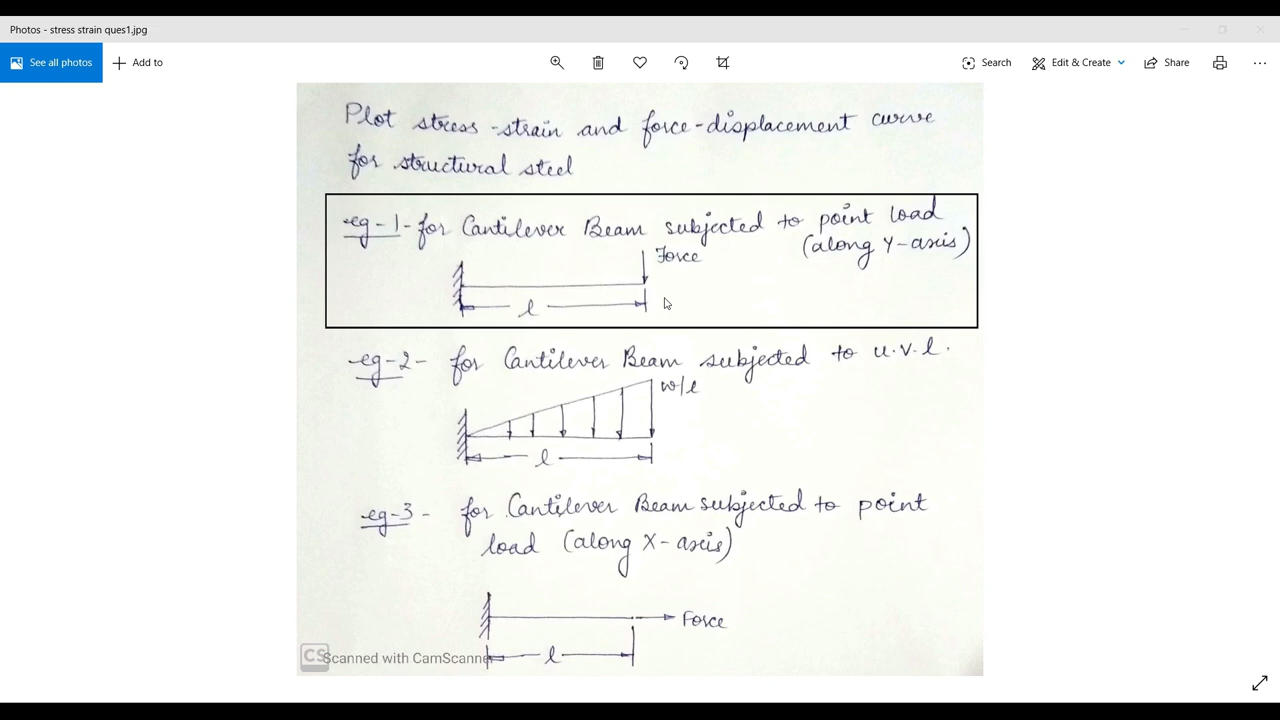 Photos - stress strain ques1.jpg
See all photos
Add to
Search
Edit & Create
Share
Plot stress-strain and force-displacement curve
for structural steel
eg-1- for Cantilever Beam subjected to point load
(along Y-axis)
Force
l
eg-2- for Cantilever Beam subjected to u.v.l.
w/l
l
eg-3- for Cantilever Beam subjected to point
load (along X-axis)
Force
l
CS Scanned with CamScanner